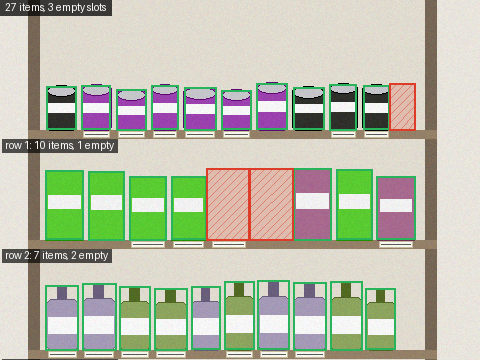 27 items, 3 empty slots
row 1: 10 items, 1 empty
row 2: 7 items, 2 empty